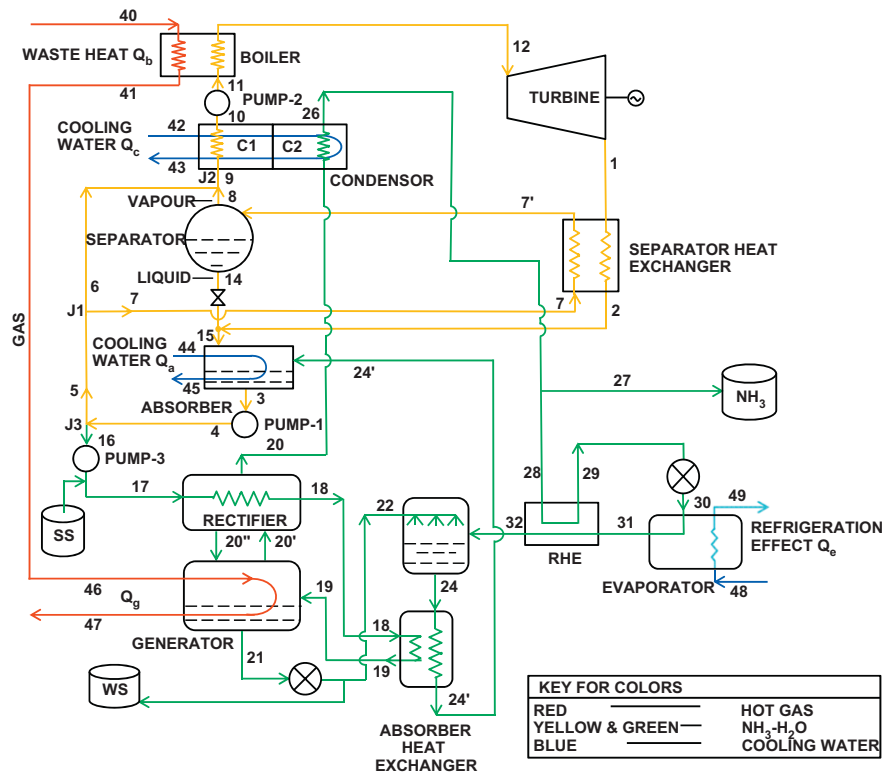 40
WASTE HEAT Qb
BOILER
12
41
11
PUMP-2
TURBINE
10
26
COOLING
WATER Qc
42
43
C1
C2
J2
9
CONDENSOR
1
VAPOUR
8
7'
SEPARATOR
SEPARATOR HEAT
EXCHANGER
LIQUID
14
6
J1
7
7
2
GAS
15
COOLING
WATER Qa
44
45
24'
27
NH3
5
ABSORBER
3
PUMP-1
4
J3
16
20
PUMP-3
28
29
17
18
22
30
49
SS
RECTIFIER
32
31
REFRIGERATION
EFFECT Qe
20"
20'
RHE
EVAPORATOR
48
46
Qg
19
24
47
GENERATOR
18
21
19
WS
24'
ABSORBER
HEAT
EXCHANGER
KEY FOR COLORS
RED HOT GAS
YELLOW & GREEN NH3-H2O
BLUE COOLING WATER